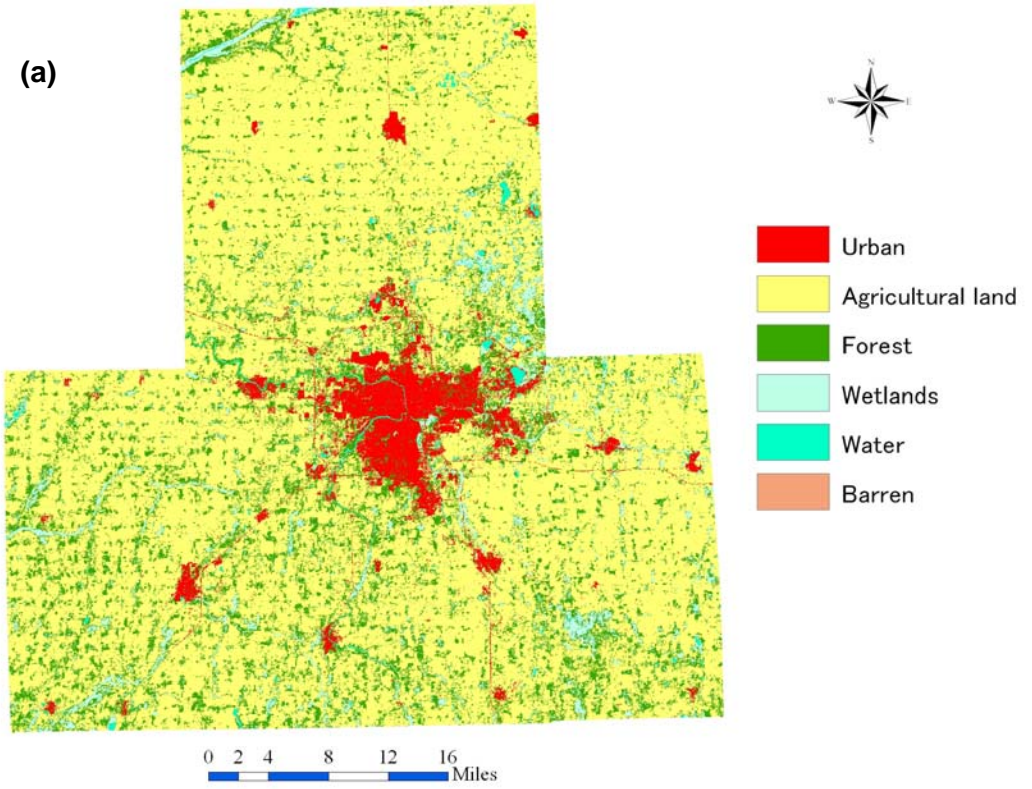 (a)
N
W
E
S
Urban
Agricultural land
Forest
Wetlands
Water
Barren
0 2 4 8 12 16
Miles